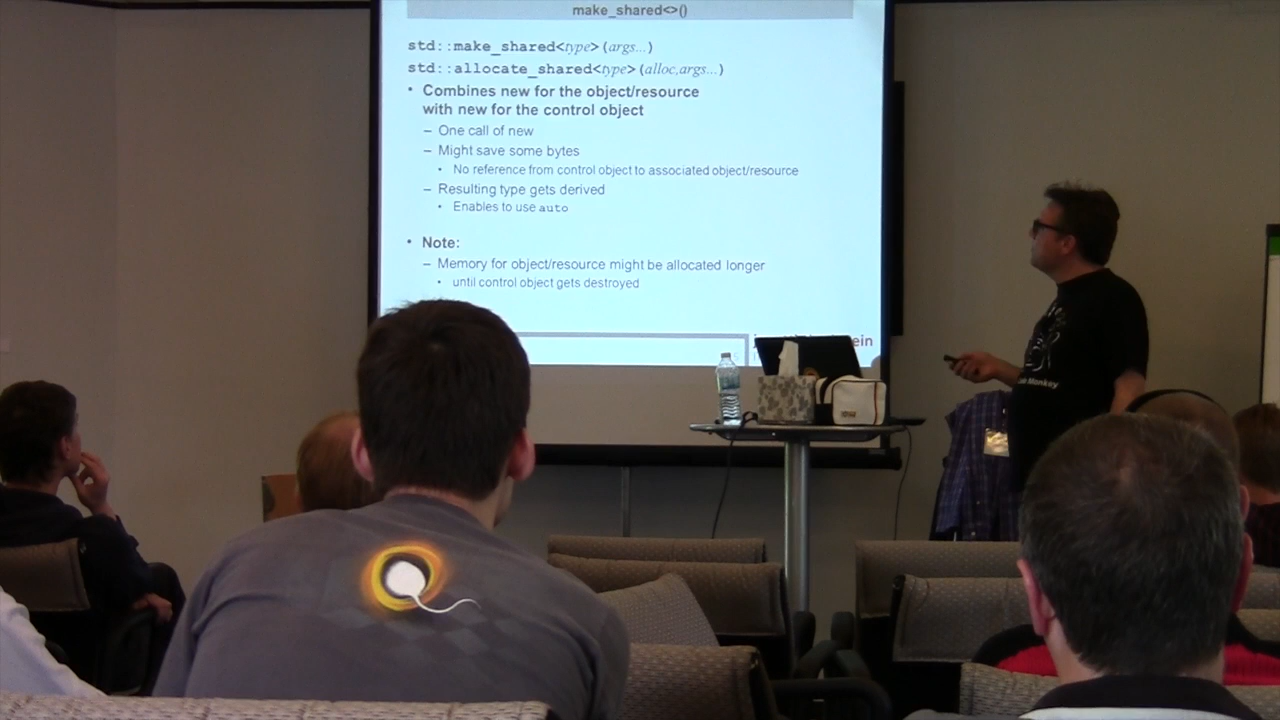 make_shared<>()
std::make_shared<type>(args...)
std::allocate_shared<type>(alloc,args...)
• Combines new for the object/resource
with new for the control object
– One call of new
– Might save some bytes
• No reference from control object to associated object/resource
– Resulting type gets derived
• Enables to use auto
• Note:
– Memory for object/resource might be allocated longer
• until control object gets destroyed
Monkey